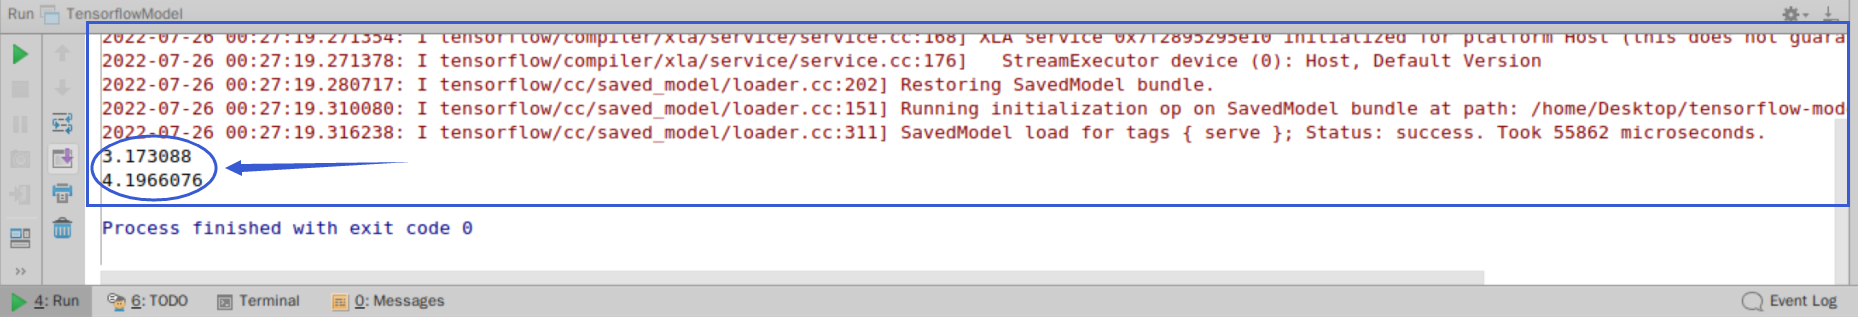 Run TensorflowModel
2022-07-26 00:27:19.271354: I tensorflow/compiler/xla/service/service.cc:168] XLA service 0x7f2895295e10 initialized for platform Host (this does not guara
2022-07-26 00:27:19.271378: I tensorflow/compiler/xla/service/service.cc:176]   StreamExecutor device (0): Host, Default Version
2022-07-26 00:27:19.280717: I tensorflow/cc/saved_model/loader.cc:202] Restoring SavedModel bundle.
2022-07-26 00:27:19.310080: I tensorflow/cc/saved_model/loader.cc:151] Running initialization op on SavedModel bundle at path: /home/Desktop/tensorflow-mod
2022-07-26 00:27:19.316238: I tensorflow/cc/saved_model/loader.cc:311] SavedModel load for tags { serve }; Status: success. Took 55862 microseconds.
3.173088
4.1966076
Process finished with exit code 0
4: Run 6: TODO Terminal 0: Messages Event Log